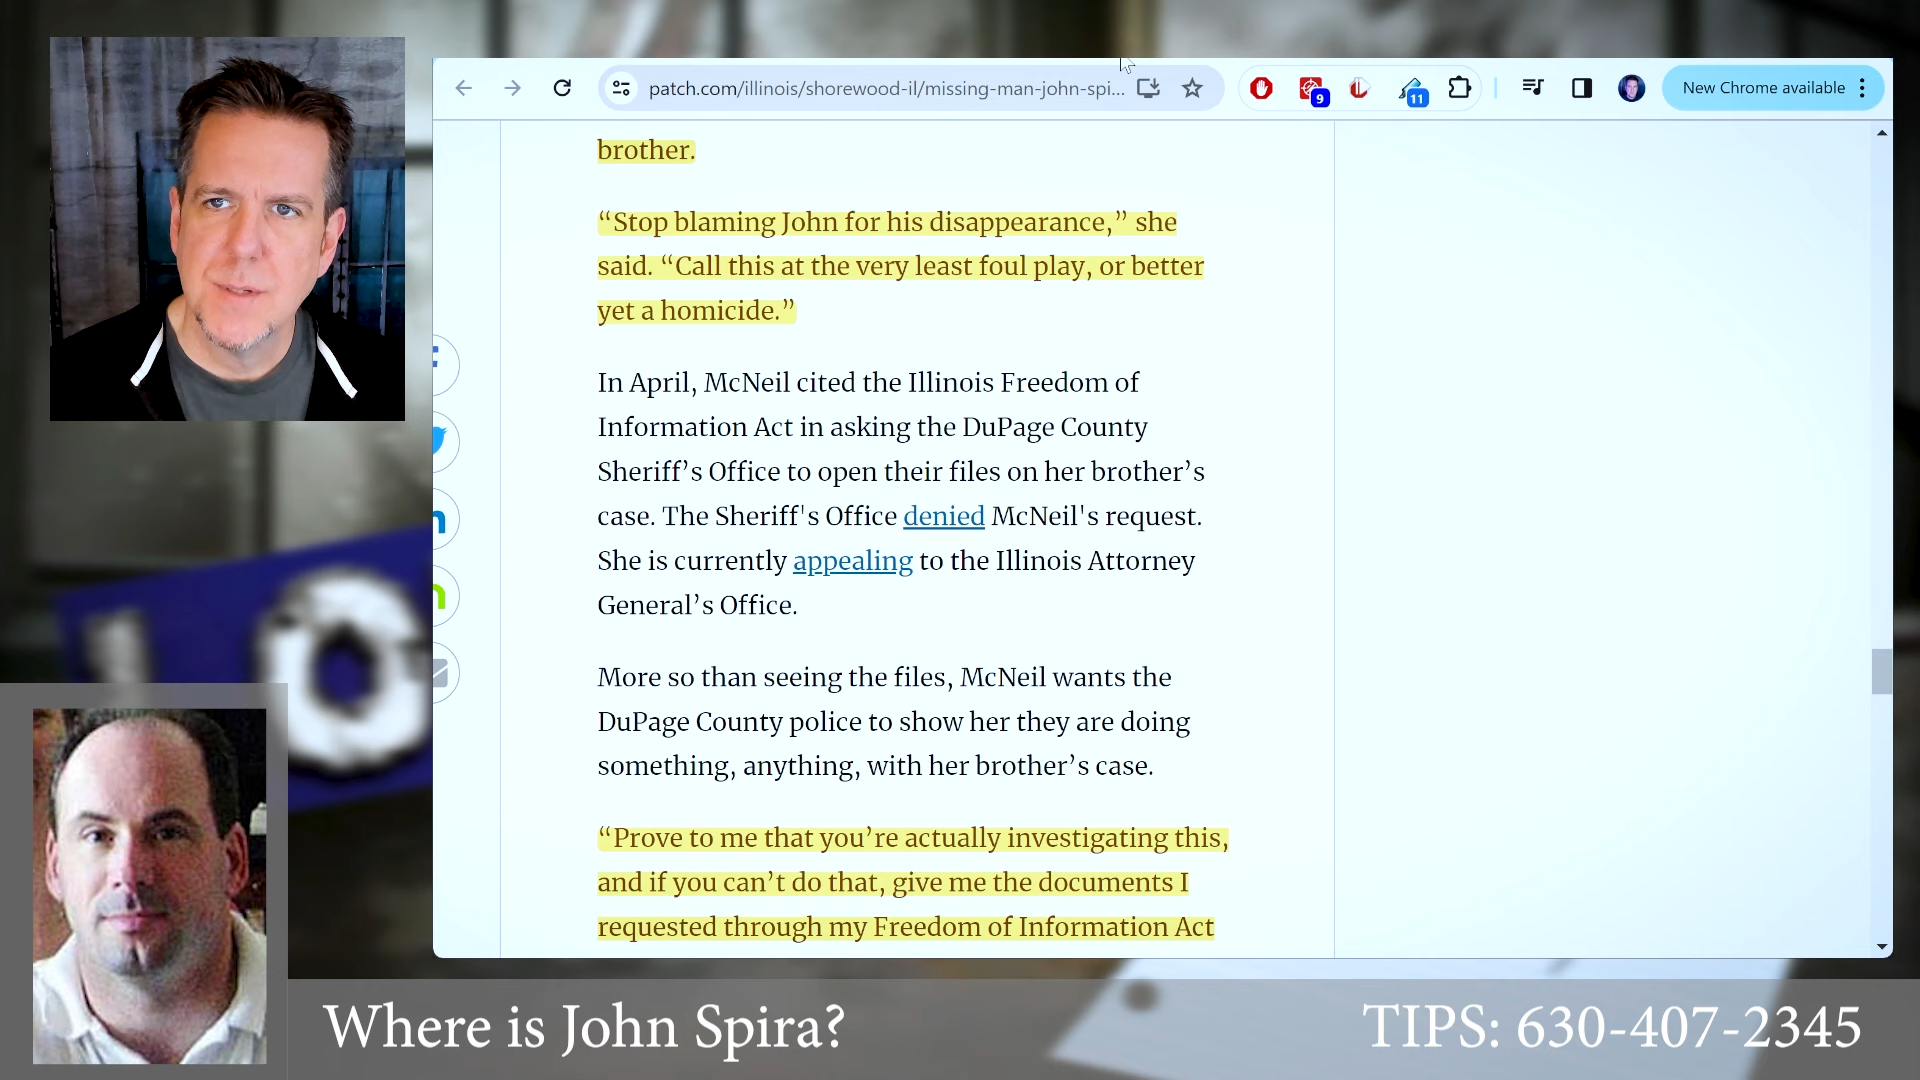 patch.com/illinois/shorewood-il/missing-man-john-spi...
9
11
New Chrome available
brother.
“Stop blaming John for his disappearance,” she
said. “Call this at the very least foul play, or better
yet a homicide.”
In April, McNeil cited the Illinois Freedom of
Information Act in asking the DuPage County
Sheriff’s Office to open their files on her brother’s
case. The Sheriff's Office denied McNeil's request.
She is currently appealing to the Illinois Attorney
General’s Office.
More so than seeing the files, McNeil wants the
DuPage County police to show her they are doing
something, anything, with her brother’s case.
“Prove to me that you’re actually investigating this,
and if you can’t do that, give me the documents I
requested through my Freedom of Information Act
Where is John Spira?
TIPS: 630-407-2345